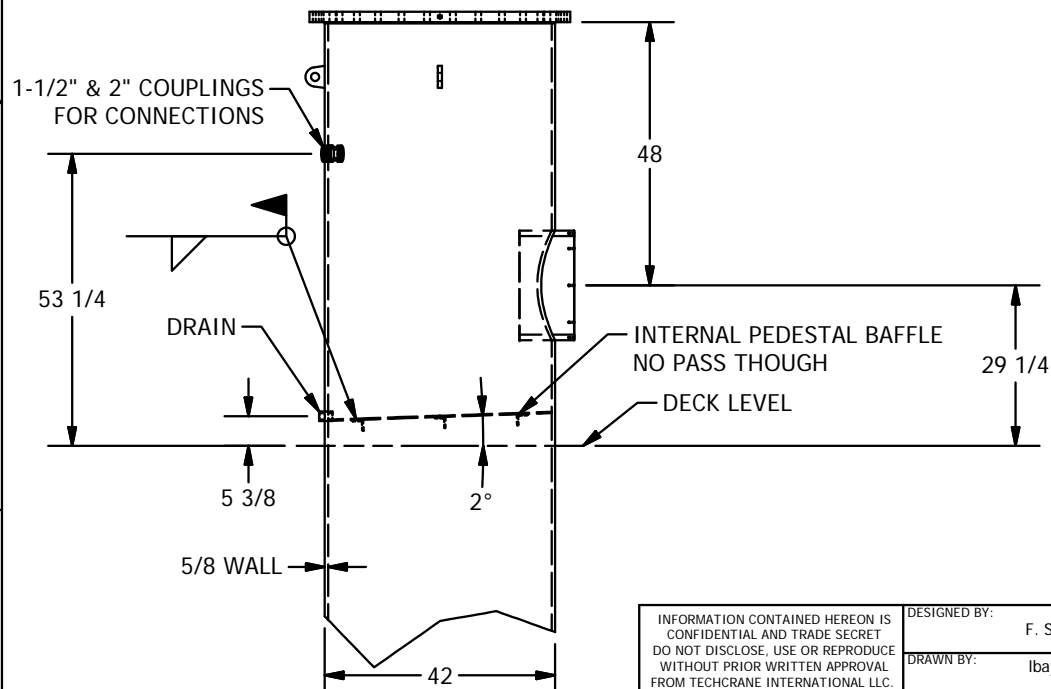 1-1/2" & 2" COUPLINGS
FOR CONNECTIONS
48
53 1/4
DRAIN
INTERNAL PEDESTAL BAFFLE
NO PASS THOUGH
29 1/4
DECK LEVEL
5 3/8
2°
5/8 WALL
42
INFORMATION CONTAINED HEREON IS
CONFIDENTIAL AND TRADE SECRET
DO NOT DISCLOSE, USE OR REPRODUCE
WITHOUT PRIOR WRITTEN APPROVAL
FROM TECHCRANE INTERNATIONAL LLC.
DESIGNED BY:
F. S
DRAWN BY: